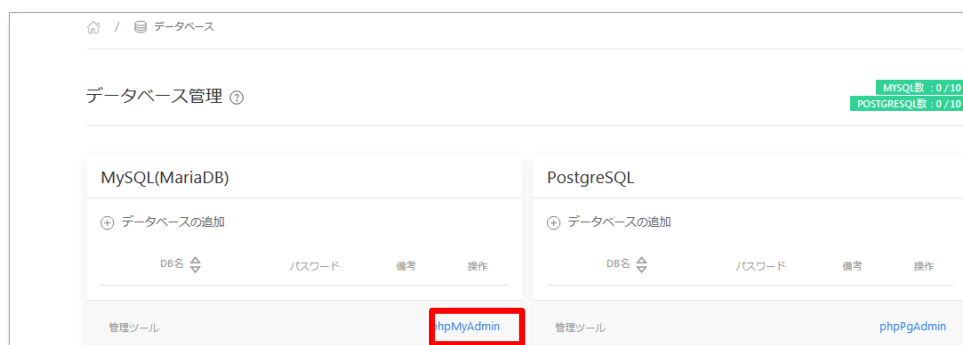 / データベース
データベース管理 ?
MYSQL数 : 0 / 10
POSTGRESQL数 : 0 / 10
MySQL(MariaDB)
データベースの追加
DB名 パスワード 備考 操作
管理ツール phpMyAdmin
PostgreSQL
データベースの追加
DB名 パスワード 備考 操作
管理ツール phpPgAdmin